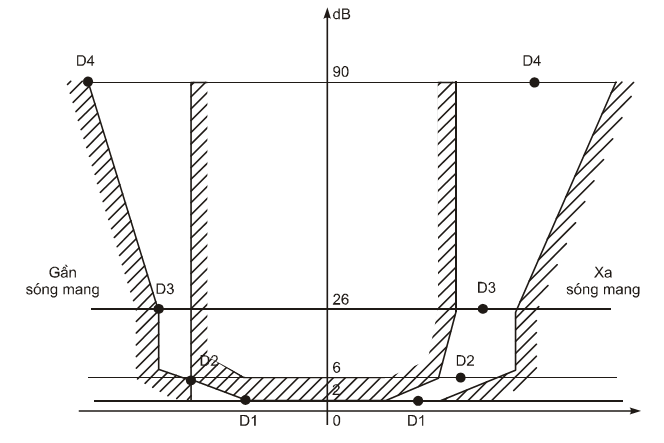 dB
D4
D4
90
Gần
sóng mang
Xa
sóng mang
D3
D3
26
D2
D2
6
2
D1
D1
0